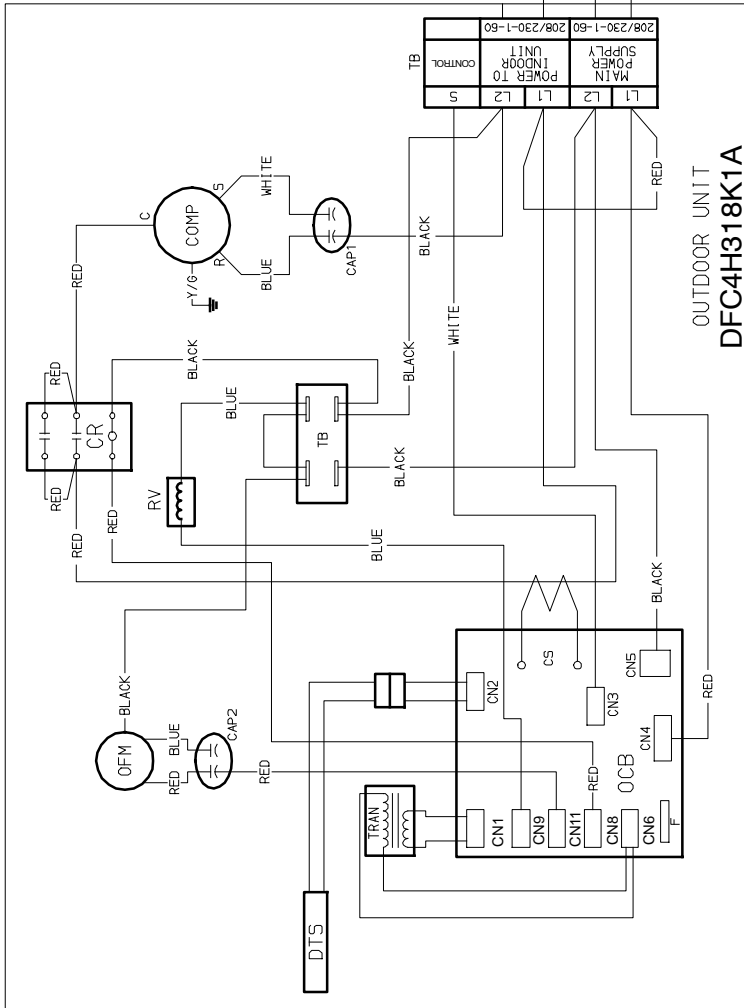 TB
CONTROL
S
208/230-1-60
POWER TO
INDOOR
UNIT
L2
L1
208/230-1-60
MAIN
POWER
SUPPLY
L2
L1
RED
C
S
R
COMP
Y/G
WHITE
BLUE
CAP1
BLACK
RED
RED
RED
CR
RED
RED
BLACK
RV
BLUE
TB
BLACK
WHITE
BLACK
RED
BLUE
OFM
BLACK
BLUE
RED
CAP2
RED
TRAN
DTS
CN2
CS
CN3
CN5
BLACK
CN4
RED
OCB
RED
CN1
CN9
CN11
CN8
CN6
F
OUTDOOR UNIT
DFC4H318K1A